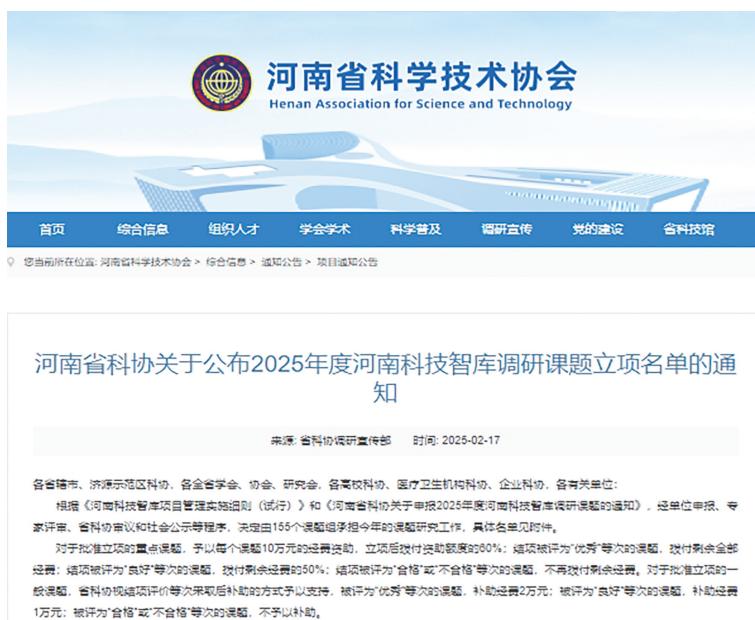 河南省科学技术协会
Henan Association for Science and Technology
首页 综合信息 组织人才 学会学术 科学普及 调研宣传 党的建设 省科技馆
您当前所在位置: 河南省科学技术协会 > 综合信息 > 通知公告 > 项目通知公告
河南省科协关于公布2025年度河南科技智库调研课题立项名单的通
知
来源: 省科协调研宣传部 时间: 2025-02-17
各省辖市、济源示范区科协，各全省学会、协会、研究会，各高校科协、医疗卫生机构科协、企业科协，各有关单位：
根据《河南科技智库项目管理实施细则（试行）》和《河南省科协关于申报2025年度河南科技智库调研课题的通知》，经单位申报、专
家评审、省科协审议和社会公示等程序，决定由155个课题组承担今年的课题研究工作，具体名单见附件。
对于批准立项的重点课题，予以每个课题10万元的经费资助，立项后拨付资助额度的60%；结项被评为“优秀”等次的课题，拨付剩余全部
经费；结项被评为“良好”等次的课题，拨付剩余经费的50%；结项被评为“合格”或“不合格”等次的课题，不再拨付剩余经费。对于批准立项的一
般课题，省科协视结项评价等次采取后补助的方式予以支持，被评为“优秀”等次的课题，补助经费2万元；被评为“良好”等次的课题，补助经费
1万元；被评为“合格”或“不合格”等次的课题，不予以补助。